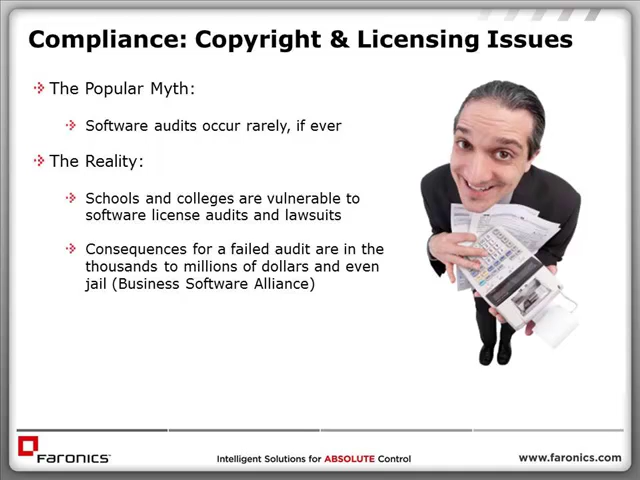 Compliance: Copyright & Licensing Issues
The Popular Myth:
Software audits occur rarely, if ever
The Reality:
Schools and colleges are vulnerable to
software license audits and lawsuits
Consequences for a failed audit are in the
thousands to millions of dollars and even
jail (Business Software Alliance)
FARONICS
Intelligent Solutions for ABSOLUTE Control
www.faronics.com